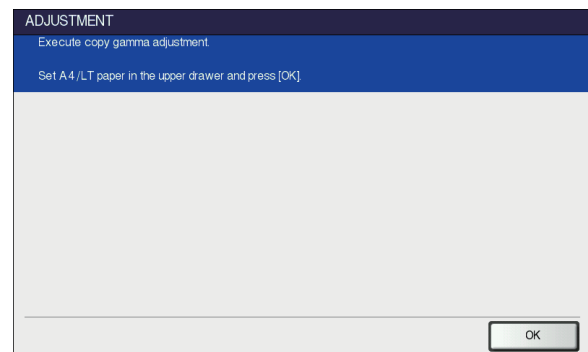 ADJUSTMENT
Execute copy gamma adjustment.
Set A4/LT paper in the upper drawer and press [OK].
OK